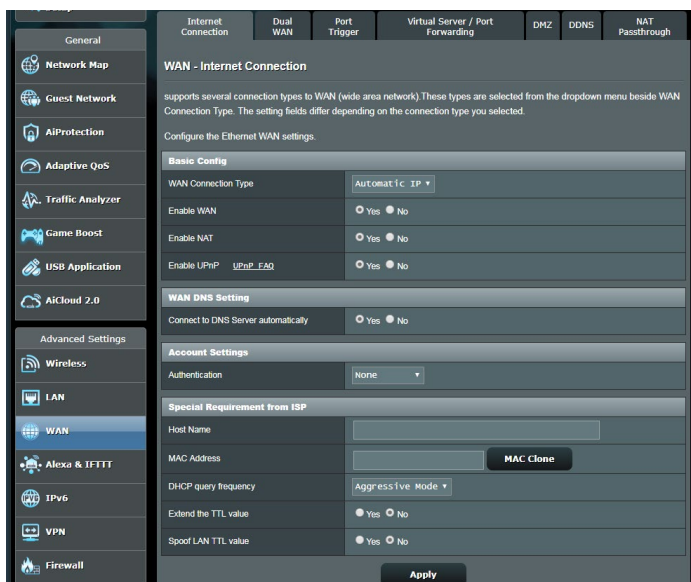 General
Network Map
Guest Network
AiProtection
Adaptive QoS
Traffic Analyzer
Game Boost
USB Application
AiCloud 2.0
Advanced Settings
Wireless
LAN
WAN
Alexa & IFTTT
IPv6
VPN
Firewall
Internet Connection
Dual WAN
Port Trigger
Virtual Server / Port Forwarding
DMZ
DDNS
NAT Passthrough
WAN - Internet Connection
supports several connection types to WAN (wide area network).These types are selected from the dropdown menu beside WAN
Connection Type. The setting fields differ depending on the connection type you selected.
Configure the Ethernet WAN settings.
Basic Config
WAN Connection Type Automatic IP
Enable WAN Yes No
Enable NAT Yes No
Enable UPnP UPnP FAQ Yes No
WAN DNS Setting
Connect to DNS Server automatically Yes No
Account Settings
Authentication None
Special Requirement from ISP
Host Name
MAC Address MAC Clone
DHCP query frequency Aggressive Mode
Extend the TTL value Yes No
Spoof LAN TTL value Yes No
Apply